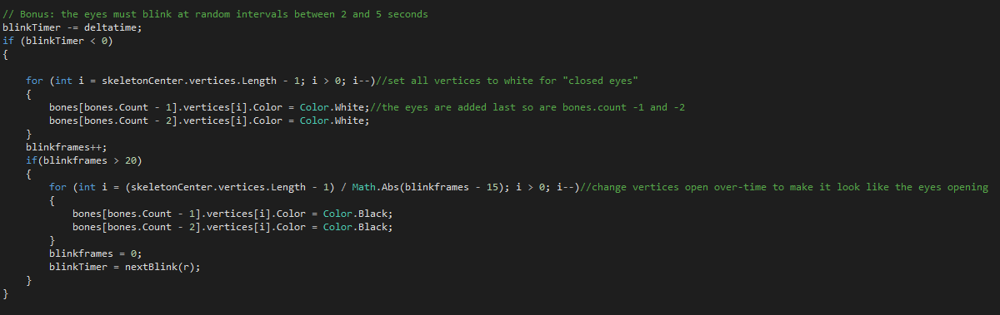 // Bonus: the eyes must blink at random intervals between 2 and 5 seconds
blinkTimer -= deltatime;
if (blinkTimer < 0)
{
for (int i = skeletonCenter.vertices.Length - 1; i > 0; i--)//set all vertices to white for "closed eyes"
{
bones[bones.Count - 1].vertices[i].Color = Color.White;//the eyes are added last so are bones.count -1 and -2
bones[bones.Count - 2].vertices[i].Color = Color.White;
}
blinkframes++;
if(blinkframes > 20)
{
for (int i = (skeletonCenter.vertices.Length - 1) / Math.Abs(blinkframes - 15); i > 0; i--)//change vertices open over-time to make it look like the eyes opening
{
bones[bones.Count - 1].vertices[i].Color = Color.Black;
bones[bones.Count - 2].vertices[i].Color = Color.Black;
}
blinkframes = 0;
blinkTimer = nextBlink(r);
}
}